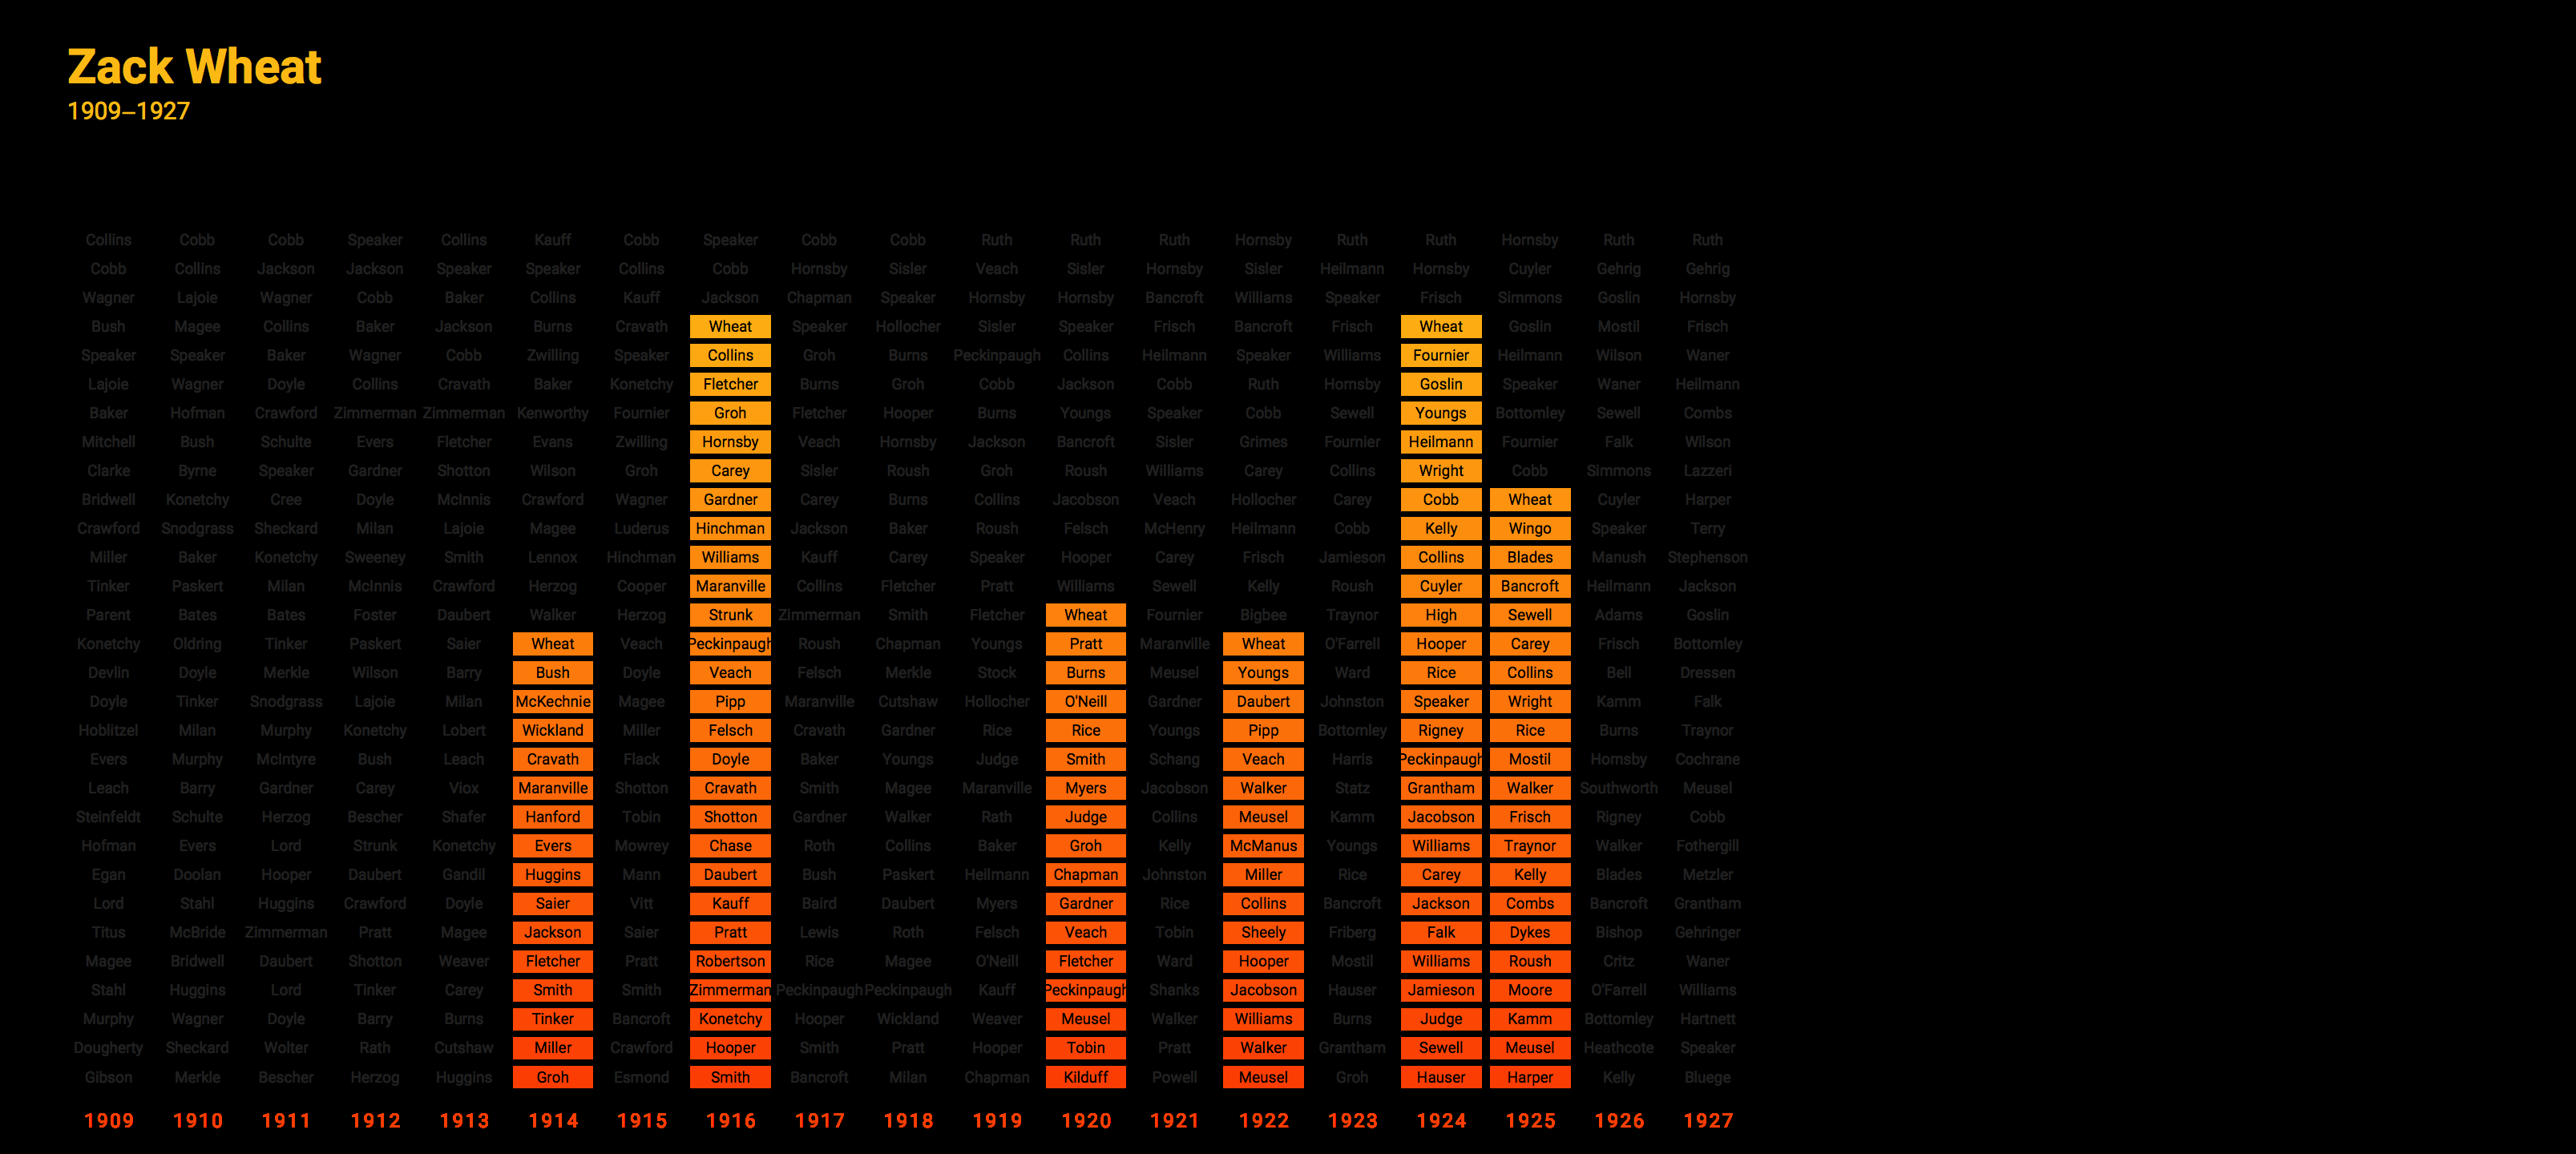 Zack Wheat
1909–1927
Collins Cobb Cobb Speaker Collins Kauff Cobb Speaker Cobb Cobb Ruth Ruth Ruth Hornsby Ruth Ruth Hornsby Ruth Ruth
Cobb Collins Jackson Jackson Speaker Speaker Collins Cobb Hornsby Sisler Veach Sisler Hornsby Sisler Heilmann Hornsby Cuyler Gehrig Gehrig
Wagner Lajoie Wagner Cobb Baker Collins Kauff Jackson Chapman Speaker Hornsby Hornsby Bancroft Williams Speaker Frisch Simmons Goslin Hornsby
Bush Magee Collins Baker Jackson Burns Cravath Wheat Speaker Hollocher Sisler Speaker Frisch Bancroft Frisch Wheat Goslin Mostil Frisch
Speaker Speaker Baker Wagner Cobb Zwilling Speaker Collins Groh Burns Peckinpaugh Collins Heilmann Speaker Williams Fournier Heilmann Wilson Waner
Lajoie Wagner Doyle Collins Cravath Baker Konetchy Fletcher Burns Groh Cobb Jackson Cobb Ruth Hornsby Goslin Speaker Waner Heilmann
Baker Hofman Crawford Zimmerman Zimmerman Kenworthy Fournier Groh Fletcher Hooper Burns Youngs Speaker Cobb Sewell Youngs Bottomley Sewell Combs
Mitchell Bush Schulte Evers Fletcher Evans Zwilling Hornsby Veach Hornsby Jackson Bancroft Sisler Grimes Fournier Heilmann Fournier Falk Wilson
Clarke Byrne Speaker Gardner Shotton Wilson Groh Carey Sisler Roush Groh Roush Williams Carey Collins Wright Cobb Simmons Lazzeri
Bridwell Konetchy Cree Doyle McInnis Crawford Wagner Gardner Carey Burns Collins Jacobson Veach Hollocher Carey Cobb Wheat Cuyler Harper
Crawford Snodgrass Sheckard Milan Lajoie Magee Luderus Hinchman Jackson Baker Roush Felsch McHenry Heilmann Cobb Kelly Wingo Speaker Terry
Miller Baker Konetchy Sweeney Smith Lennox Hinchman Williams Kauff Carey Speaker Hooper Carey Frisch Jamieson Collins Blades Manush Stephenson
Tinker Paskert Milan McInnis Crawford Herzog Cooper Maranville Collins Fletcher Pratt Williams Sewell Kelly Roush Cuyler Bancroft Heilmann Jackson
Parent Bates Bates Foster Daubert Walker Herzog Strunk Zimmerman Smith Fletcher Wheat Fournier Bigbee Traynor High Sewell Adams Goslin
Konetchy Oldring Tinker Paskert Saier Wheat Veach Peckinpaugh Roush Chapman Youngs Pratt Maranville Wheat O'Farrell Hooper Carey Frisch Bottomley
Devlin Doyle Merkle Wilson Barry Bush Doyle Veach Felsch Merkle Stock Burns Meusel Youngs Ward Rice Collins Bell Dressen
Doyle Tinker Snodgrass Lajoie Milan McKechnie Magee Pipp Maranville Cutshaw Hollocher O'Neill Gardner Daubert Johnston Speaker Wright Kamm Falk
Hoblitzel Milan Murphy Konetchy Lobert Wickland Miller Felsch Cravath Gardner Rice Rice Youngs Pipp Bottomley Rigney Rice Burns Traynor
Evers Murphy McIntyre Bush Leach Cravath Flack Doyle Baker Youngs Judge Smith Schang Veach Harris Peckinpaugh Mostil Hornsby Cochrane
Leach Barry Gardner Carey Viox Maranville Shotton Cravath Smith Magee Maranville Myers Jacobson Walker Statz Grantham Walker Southworth Meusel
Steinfeldt Schulte Herzog Bescher Shafer Hanford Tobin Shotton Gardner Walker Rath Judge Collins Meusel Kamm Jacobson Frisch Rigney Cobb
Hofman Evers Lord Strunk Konetchy Evers Mowrey Chase Roth Collins Baker Groh Kelly McManus Youngs Williams Traynor Walker Fothergill
Egan Doolan Hooper Daubert Gandil Huggins Mann Daubert Bush Paskert Heilmann Chapman Johnston Miller Rice Carey Kelly Blades Metzler
Lord Stahl Huggins Crawford Doyle Saier Vitt Kauff Baird Daubert Myers Gardner Rice Collins Bancroft Jackson Combs Bancroft Grantham
Titus McBride Zimmerman Pratt Magee Jackson Saier Pratt Lewis Roth Felsch Veach Tobin Sheely Friberg Falk Dykes Bishop Gehringer
Magee Bridwell Daubert Shotton Weaver Fletcher Pratt Robertson Rice Magee O'Neill Fletcher Ward Hooper Mostil Williams Roush Critz Waner
Stahl Huggins Lord Tinker Carey Smith Smith Zimmerman Peckinpaugh Peckinpaugh Kauff Peckinpaugh Shanks Jacobson Hauser Jamieson Moore O'Farrell Williams
Murphy Wagner Doyle Barry Burns Tinker Bancroft Konetchy Hooper Wickland Weaver Meusel Walker Williams Burns Judge Kamm Bottomley Hartnett
Dougherty Sheckard Wolter Rath Cutshaw Miller Crawford Hooper Smith Pratt Hooper Tobin Pratt Walker Grantham Sewell Meusel Heathcote Speaker
Gibson Merkle Bescher Herzog Huggins Groh Esmond Smith Bancroft Milan Chapman Kilduff Powell Meusel Groh Hauser Harper Kelly Bluege
1909 1910 1911 1912 1913 1914 1915 1916 1917 1918 1919 1920 1921 1922 1923 1924 1925 1926 1927